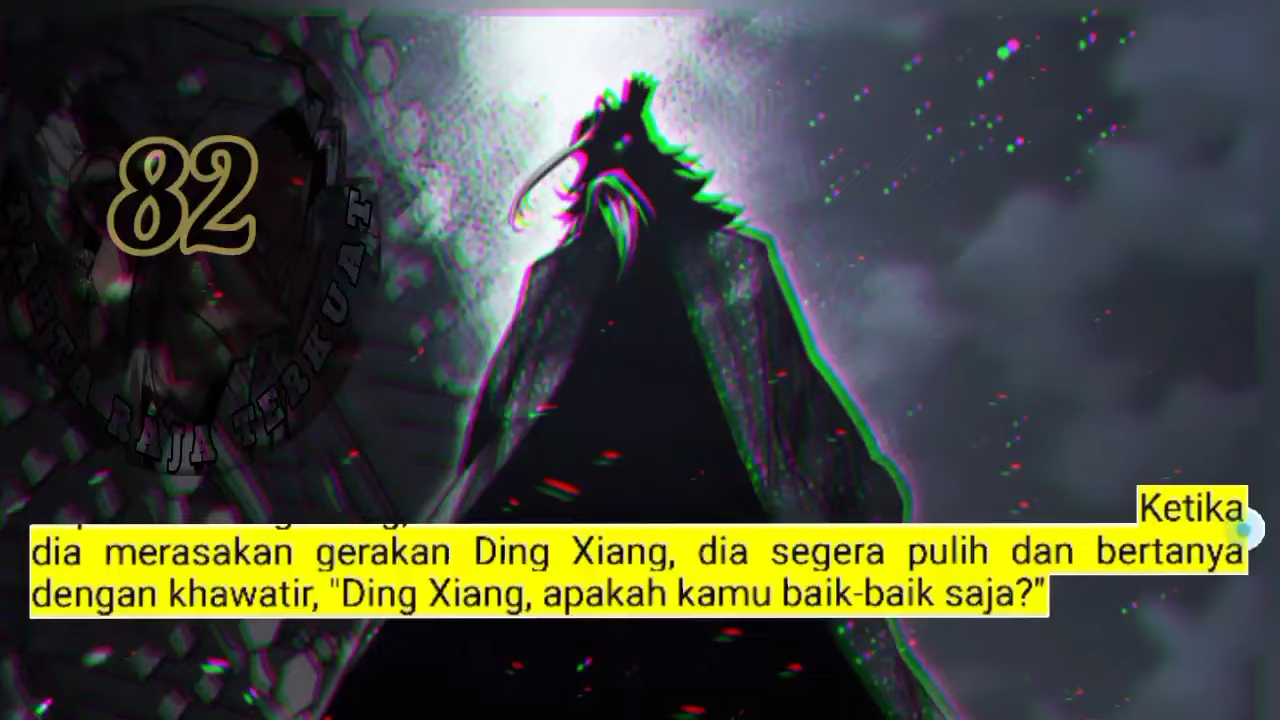 82
TAHTA RAJA TERKUAT
Ketika
dia merasakan gerakan Ding Xiang, dia segera pulih dan bertanya
dengan khawatir, "Ding Xiang, apakah kamu baik-baik saja?"